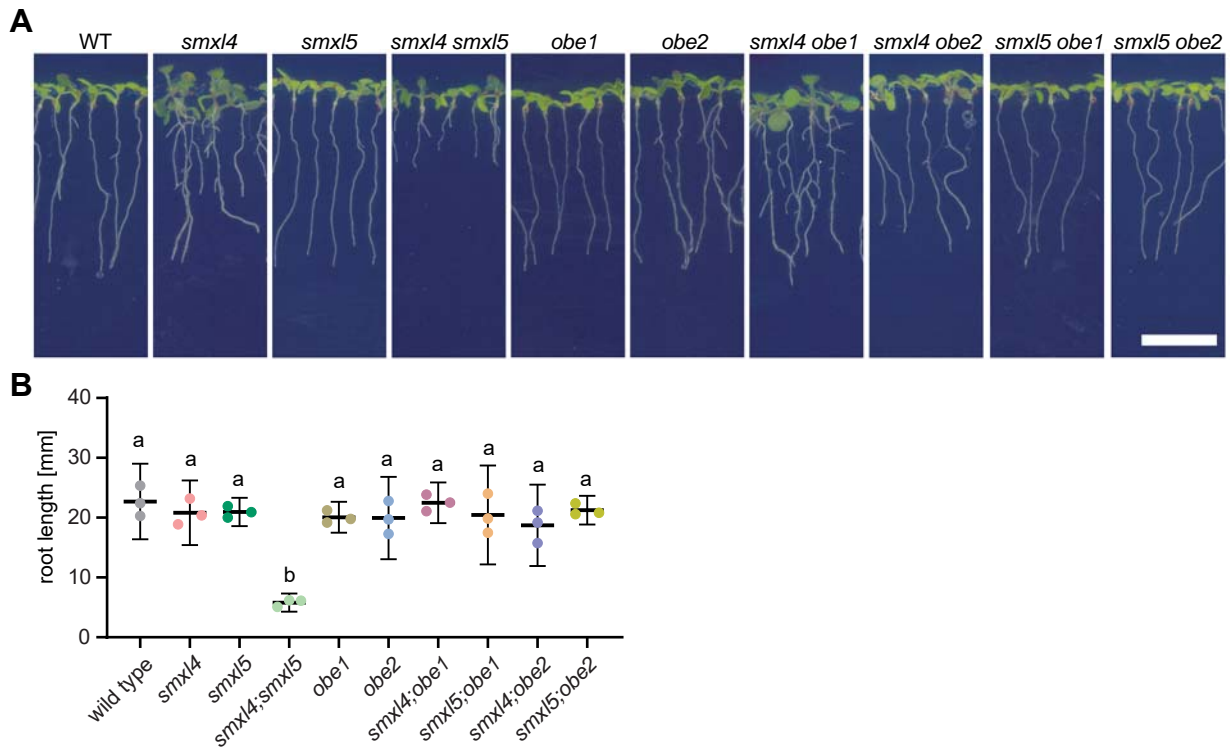 A
WT smxl4 smxl5 smxl4 smxl5 obe1 obe2 smxl4 obe1 smxl4 obe2 smxl5 obe1 smxl5 obe2
B
40
30
20
10
0
root length [mm]
a a a b a a a a a a
wild type smxl4 smxl5 smxl4;smxl5 obe1 obe2 smxl4;obe1 smxl5;obe1 smxl4;obe2 smxl5;obe2